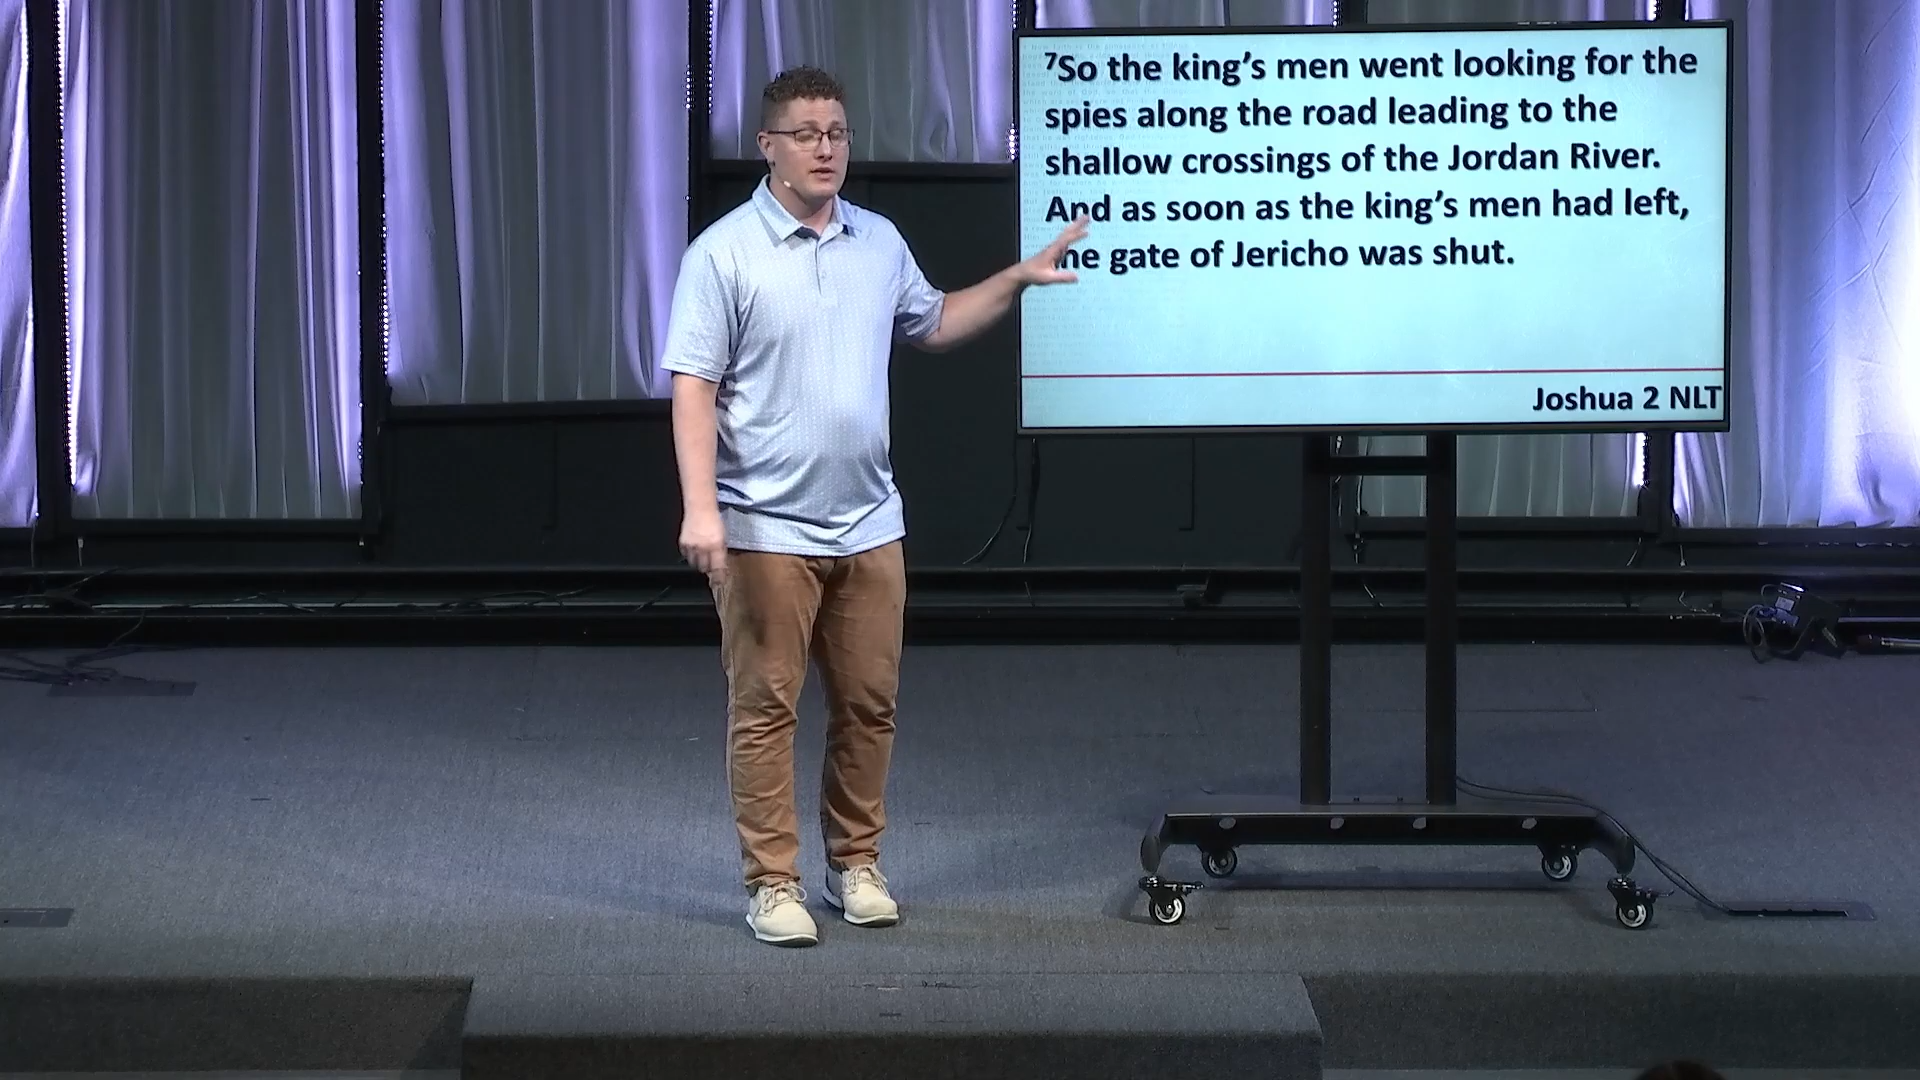 ⁷So the king’s men went looking for the
spies along the road leading to the
shallow crossings of the Jordan River.
And as soon as the king’s men had left,
he gate of Jericho was shut.
Joshua 2 NLT